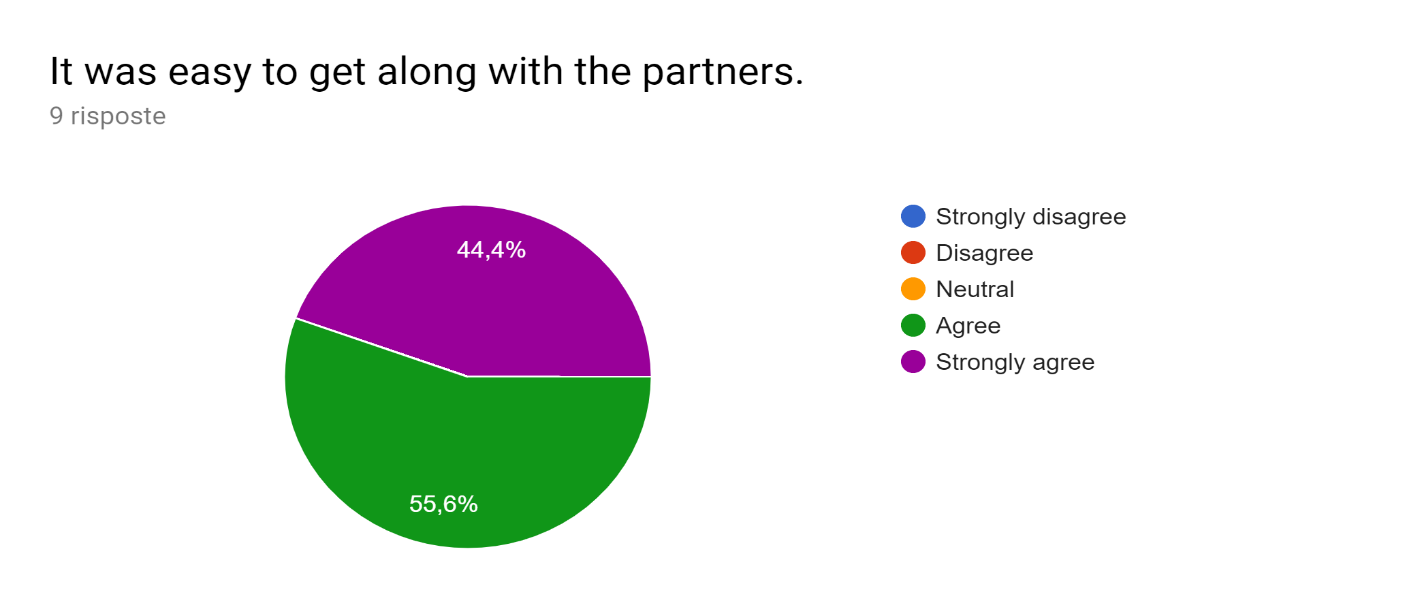 It was easy to get along with the partners.
9 risposte
44,4%
55,6%
Strongly disagree
Disagree
Neutral
Agree
Strongly agree